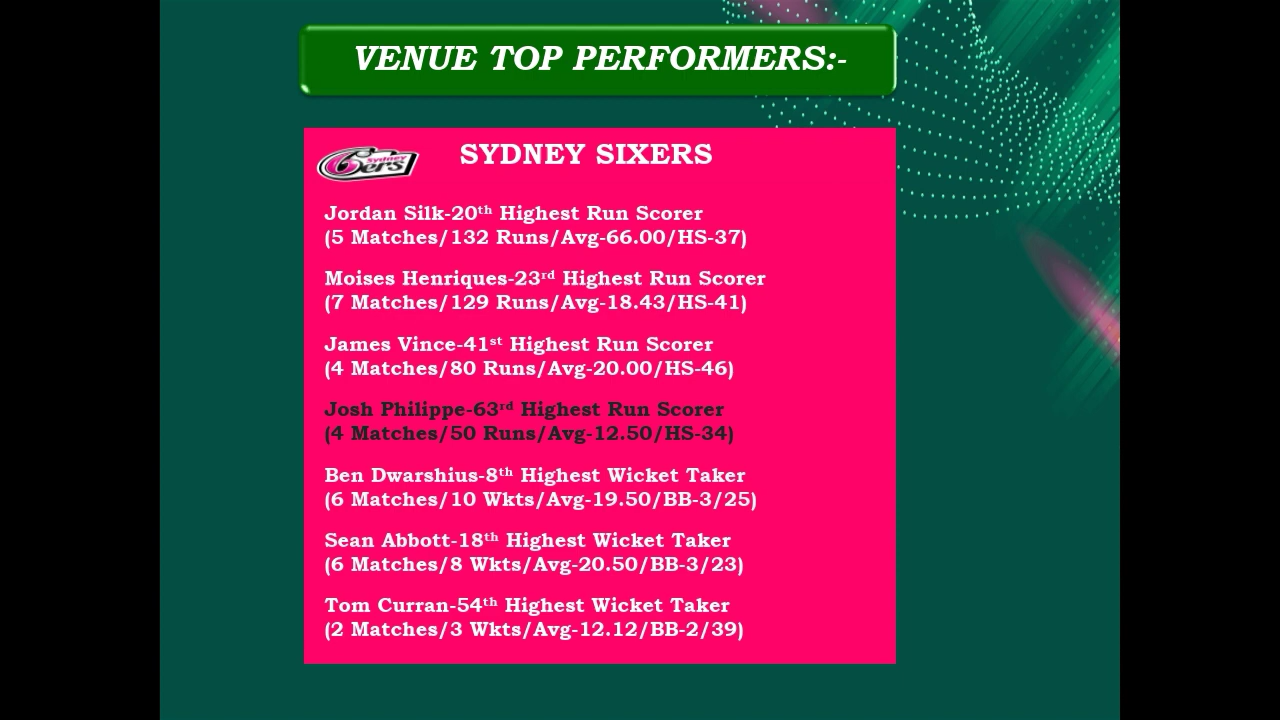 VENUE TOP PERFORMERS:-
Sydney
6ers
SYDNEY SIXERS
Jordan Silk-20th Highest Run Scorer
(5 Matches/132 Runs/Avg-66.00/HS-37)
Moises Henriques-23rd Highest Run Scorer
(7 Matches/129 Runs/Avg-18.43/HS-41)
James Vince-41st Highest Run Scorer
(4 Matches/80 Runs/Avg-20.00/HS-46)
Josh Philippe-63rd Highest Run Scorer
(4 Matches/50 Runs/Avg-12.50/HS-34)
Ben Dwarshius-8th Highest Wicket Taker
(6 Matches/10 Wkts/Avg-19.50/BB-3/25)
Sean Abbott-18th Highest Wicket Taker
(6 Matches/8 Wkts/Avg-20.50/BB-3/23)
Tom Curran-54th Highest Wicket Taker
(2 Matches/3 Wkts/Avg-12.12/BB-2/39)